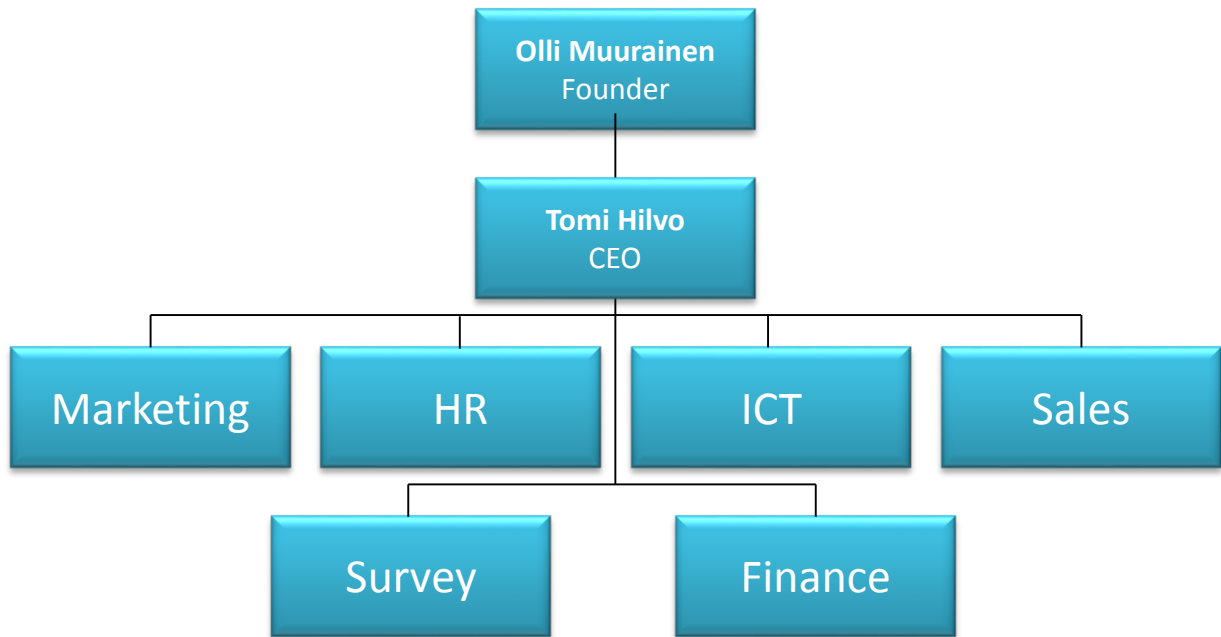 Olli Muurainen
Founder
Tomi Hilvo
CEO
Marketing
HR
ICT
Sales
Survey
Finance